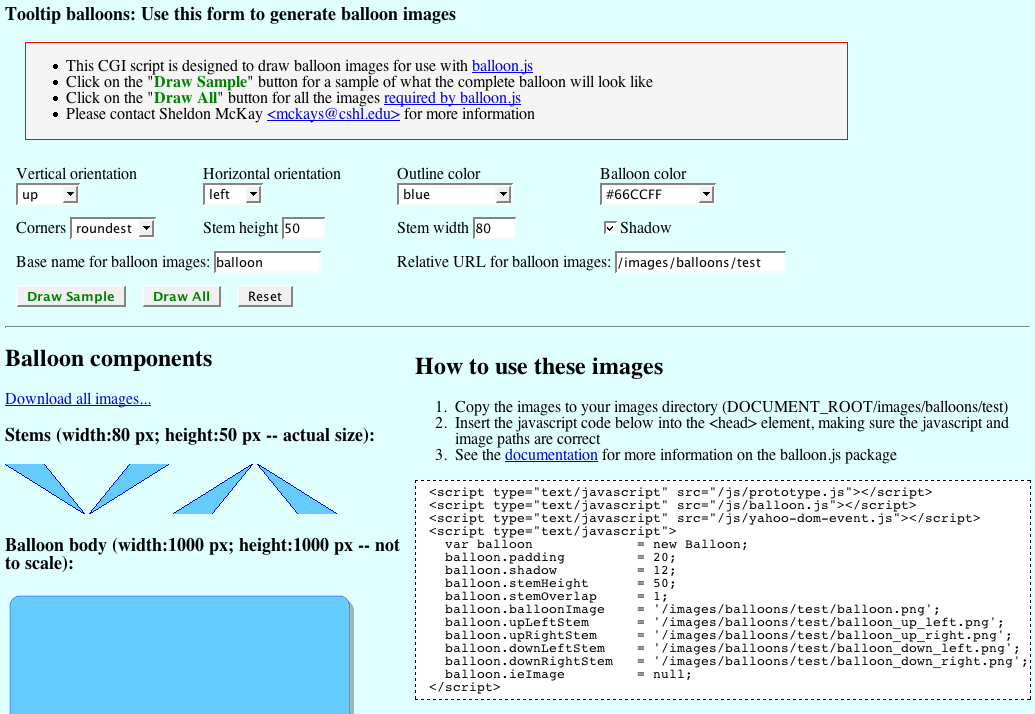 Tooltip balloons: Use this form to generate balloon images
This CGI script is designed to draw balloon images for use with balloon.js
Click on the "Draw Sample" button for a sample of what the complete balloon will look like
Click on the "Draw All" button for all the images required by balloon.js
Please contact Sheldon McKay <mckays@cshl.edu> for more information
Vertical orientation Horizontal orientation Outline color Balloon color
up left blue #66CCFF
Corners roundest Stem height 50 Stem width 80 Shadow
Base name for balloon images: balloon Relative URL for balloon images: /images/balloons/test
Draw Sample Draw All Reset
Balloon components
Download all images...
Stems (width:80 px; height:50 px -- actual size):
Balloon body (width:1000 px; height:1000 px -- not
to scale):
How to use these images
1. Copy the images to your images directory (DOCUMENT_ROOT/images/balloons/test)
2. Insert the javascript code below into the <head> element, making sure the javascript and
image paths are correct
3. See the documentation for more information on the balloon.js package
<script type="text/javascript" src="/js/prototype.js"></script>
<script type="text/javascript" src="/js/balloon.js"></script>
<script type="text/javascript" src="/js/yahoo-dom-event.js"></script>
<script type="text/javascript">
var balloon = new Balloon;
balloon.padding = 20;
balloon.shadow = 12;
balloon.stemHeight = 50;
balloon.stemOverlap = 1;
balloon.balloonImage = '/images/balloons/test/balloon.png';
balloon.upLeftStem = '/images/balloons/test/balloon_up_left.png';
balloon.upRightStem = '/images/balloons/test/balloon_up_right.png';
balloon.downLeftStem = '/images/balloons/test/balloon_down_left.png';
balloon.downRightStem = '/images/balloons/test/balloon_down_right.png';
balloon.ieImage = null;
</script>